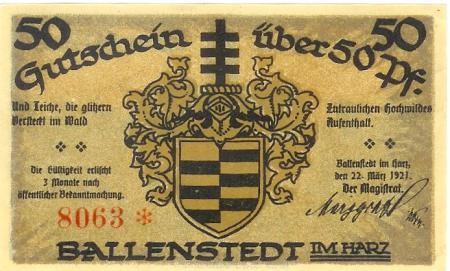 50 50
Gutschein über 50 Pf.
Und Teiche, die glitzern
Versteckt im Wald
Zutraulichen Hochwildes
Aufenthalt.
Die Gültigkeit erlischt
3 Monate nach
öffentlicher Bekanntmachung.
8063 *
Ballenstedt im Harz,
den 22. März 1921.
Der Magistrat.
BALLENSTEDT IM HARZ